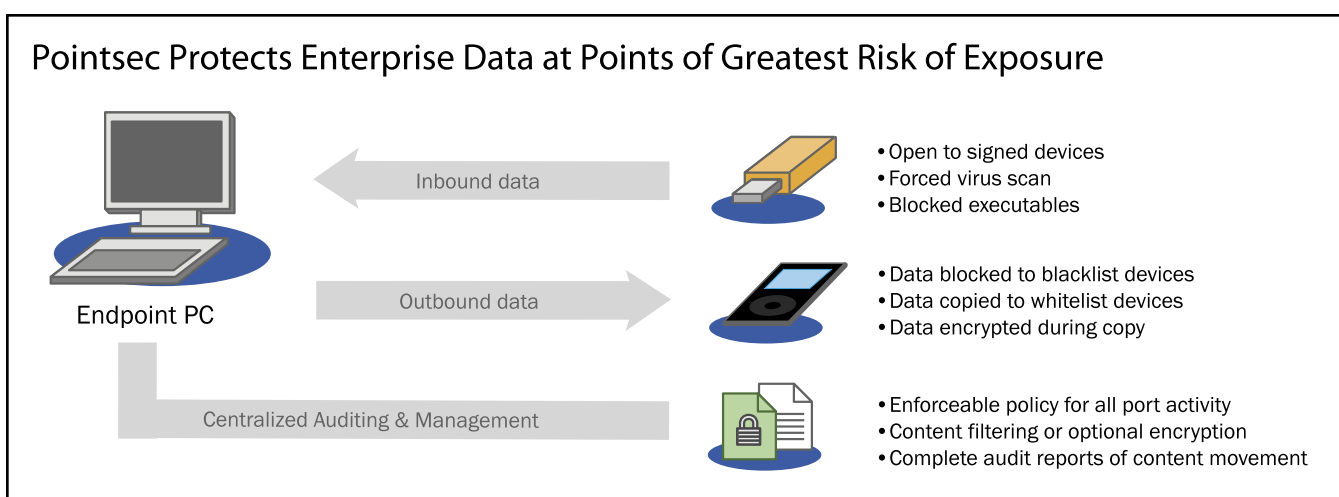 Pointsec Protects Enterprise Data at Points of Greatest Risk of Exposure
Inbound data
• Open to signed devices
• Forced virus scan
• Blocked executables
Endpoint PC
Outbound data
• Data blocked to blacklist devices
• Data copied to whitelist devices
• Data encrypted during copy
Centralized Auditing & Management
• Enforceable policy for all port activity
• Content filtering or optional encryption
• Complete audit reports of content movement